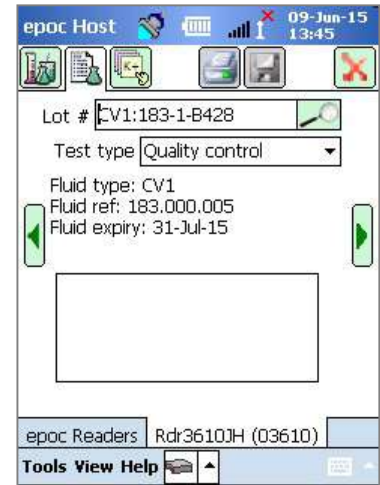 epoc Host 09-Jun-15
13:45
K+
Lot # CV1:183-1-B428
Test type Quality control
Fluid type: CV1
Fluid ref: 183.000.005
Fluid expiry: 31-Jul-15
epoc Readers Rdr3610JH (03610)
Tools View Help